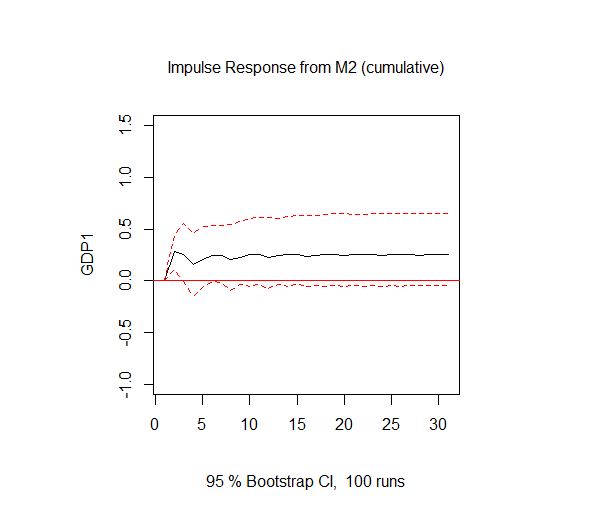 Impulse Response from M2 (cumulative)
1.5
1.0
0.5
0.0
-0.5
-1.0
GDP1
0 5 10 15 20 25 30
95 % Bootstrap CI,  100 runs